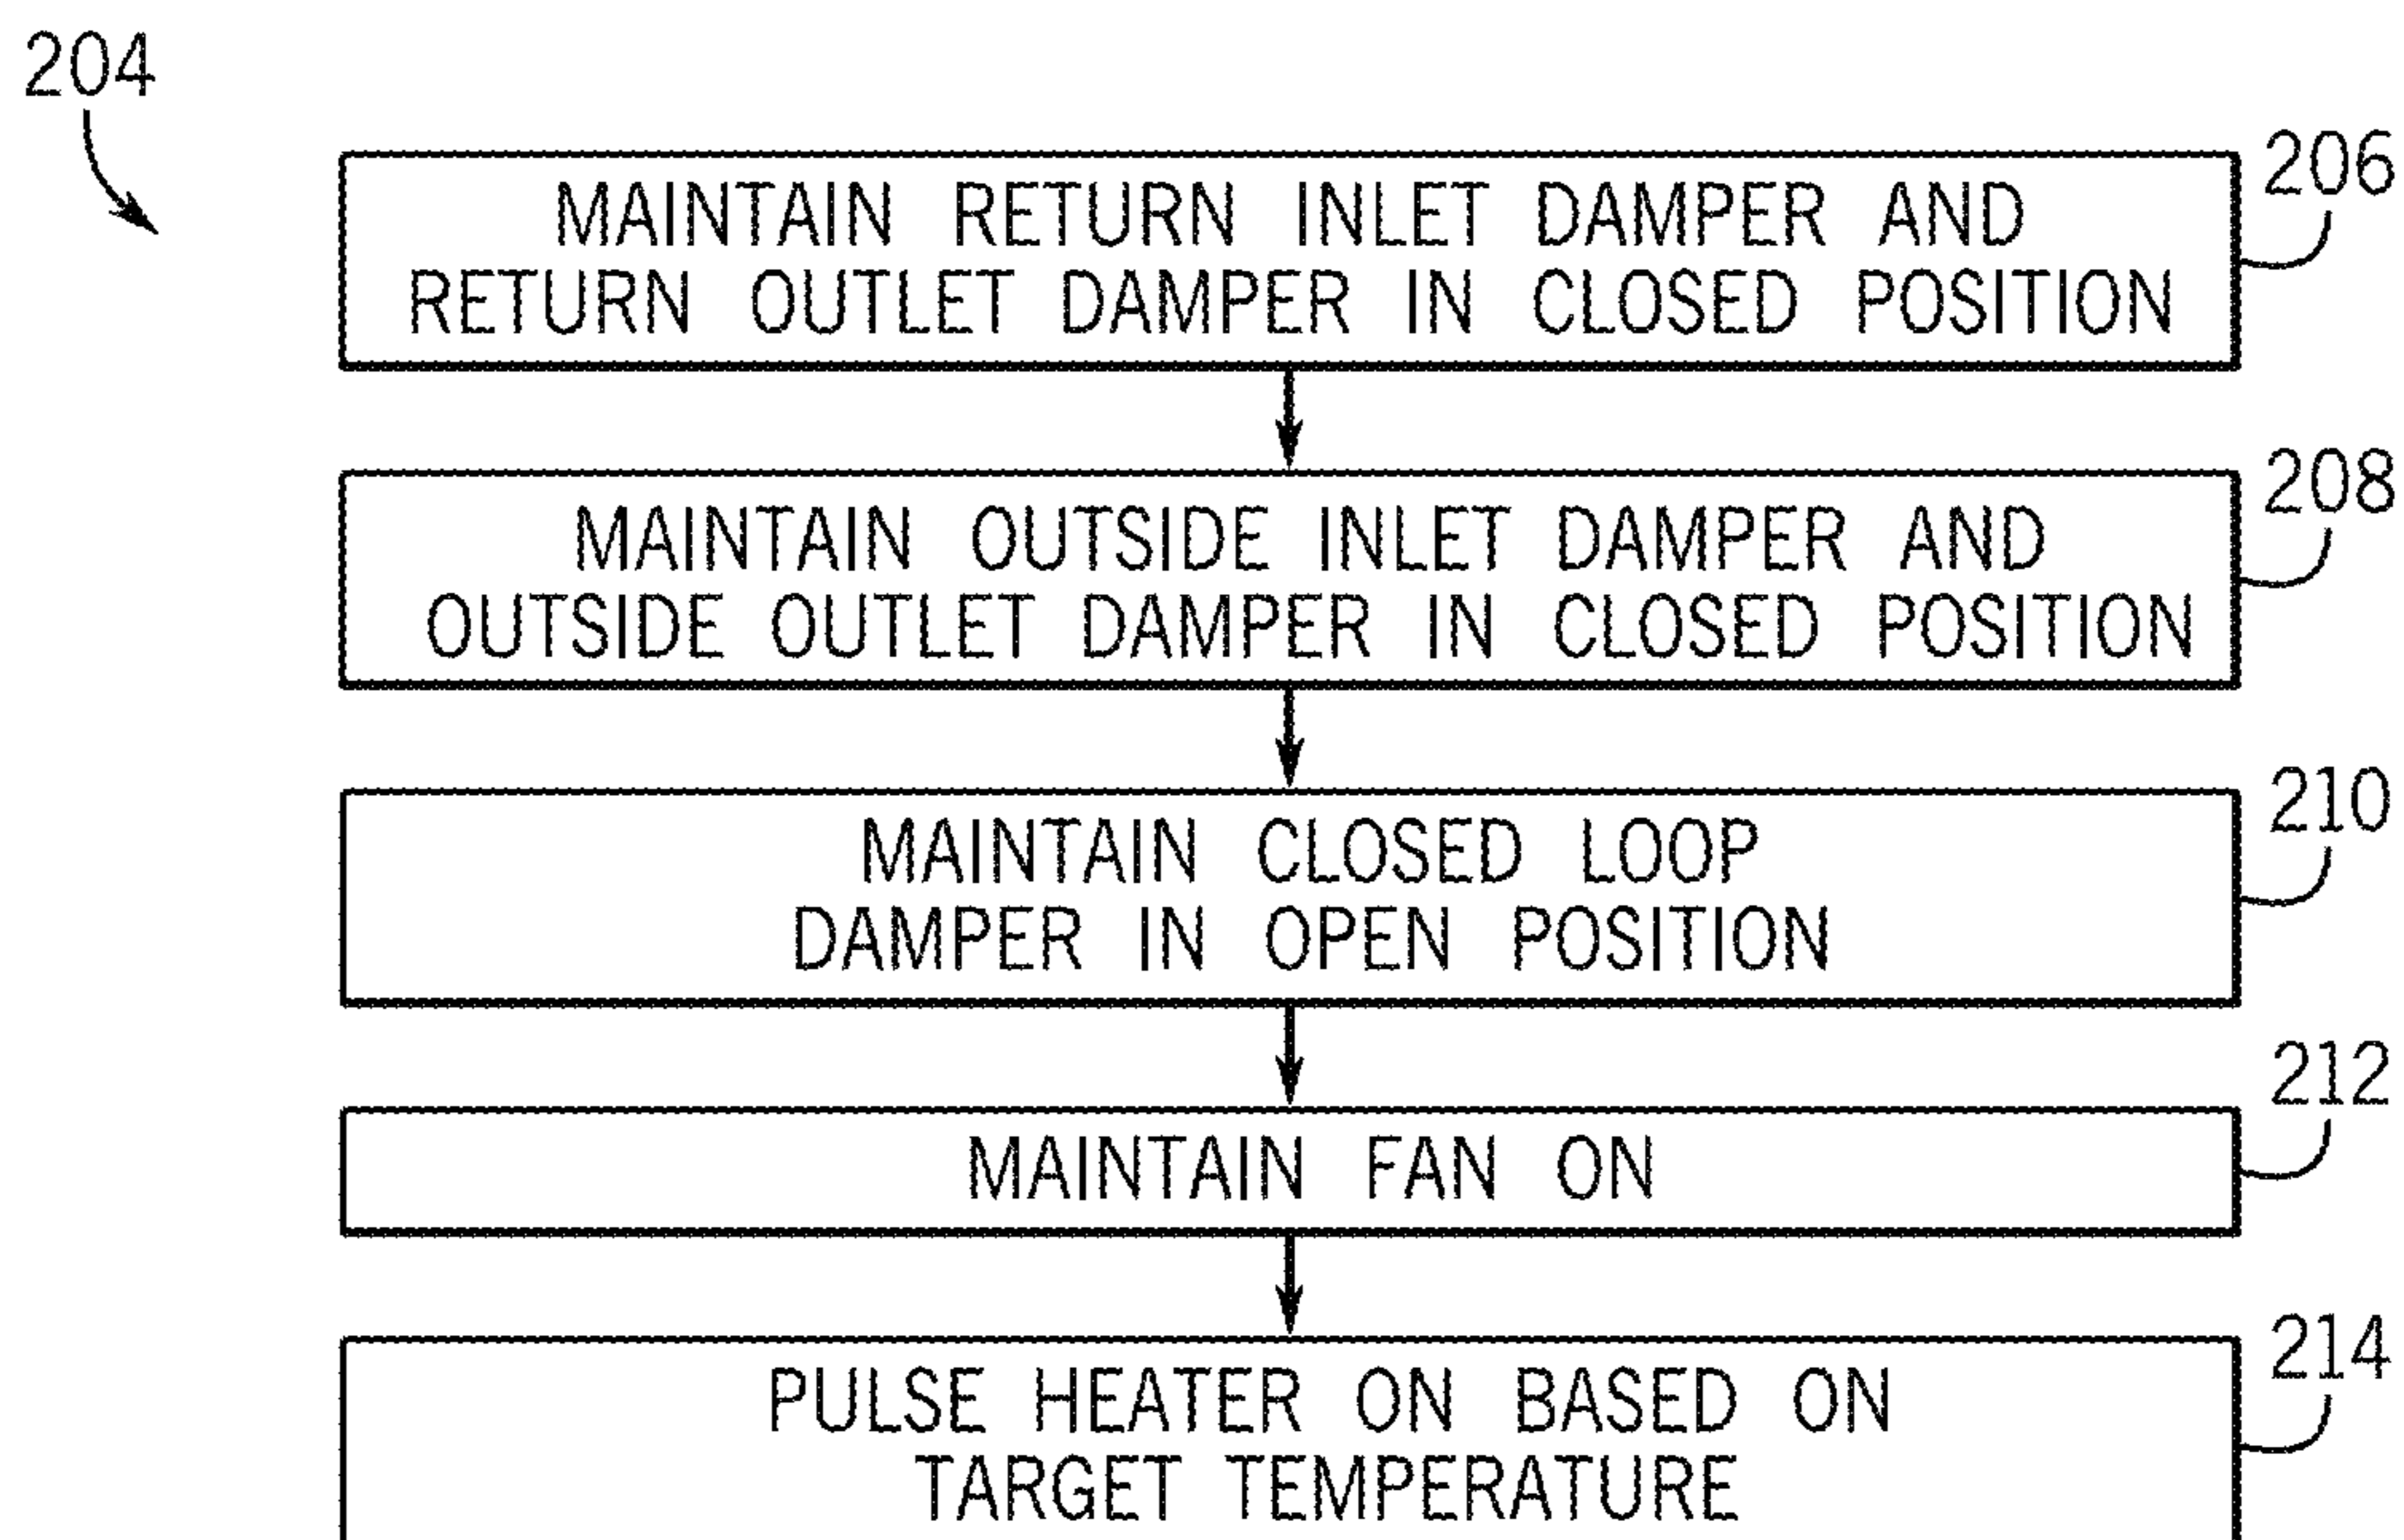 204
206
MAINTAIN RETURN INLET DAMPER AND
RETURN OUTLET DAMPER IN CLOSED POSITION
208
MAINTAIN OUTSIDE INLET DAMPER AND
OUTSIDE OUTLET DAMPER IN CLOSED POSITION
210
MAINTAIN CLOSED LOOP
DAMPER IN OPEN POSITION
212
MAINTAIN FAN ON
214
PULSE HEATER ON BASED ON
TARGET TEMPERATURE